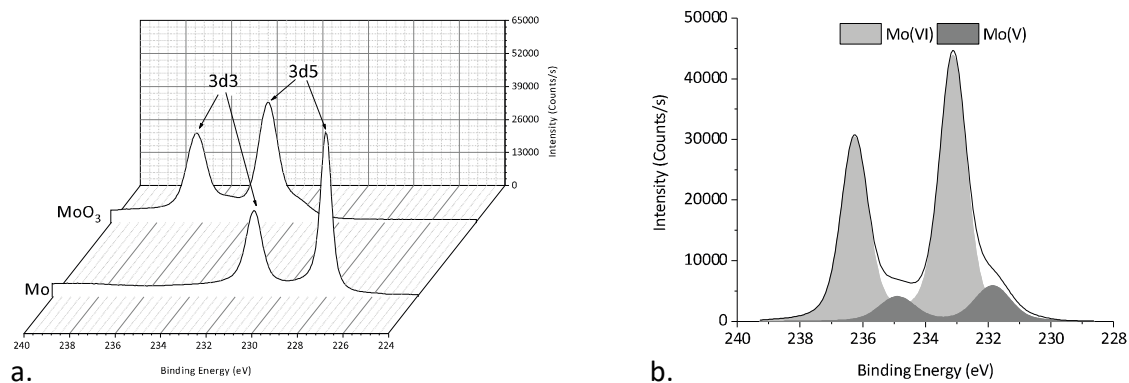 65000
52000
39000
26000
13000
0
Intensity (Counts/s)
3d3
3d5
MoO3
Mo
240 238 236 234 232 230 228 226 224
Binding Energy (eV)
a.
50000
40000
30000
20000
10000
0
Intensity (Counts/s)
Mo(VI) Mo(V)
240 238 236 234 232 230 228
Binding Energy (eV)
b.